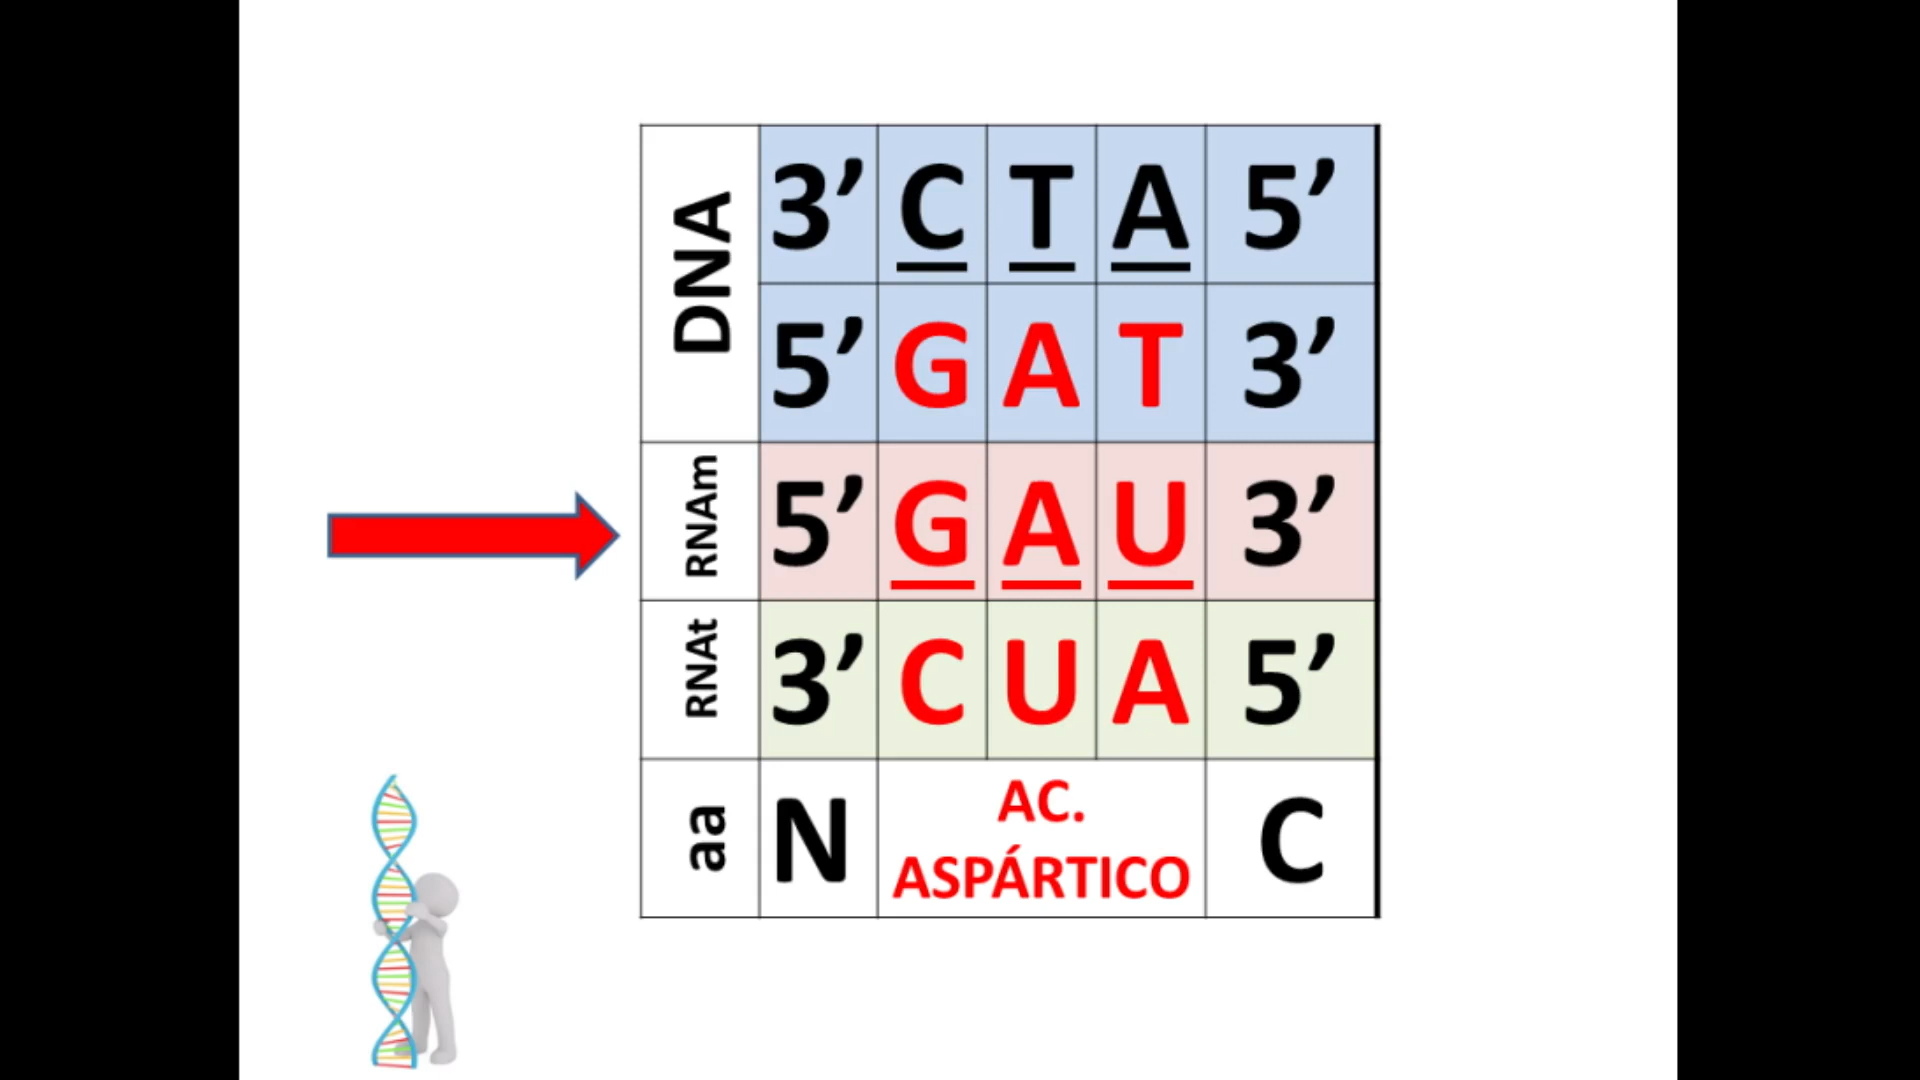 DNA
3’ C T A 5’
5’ G A T 3’
RNAm
5’ G A U 3’
RNAt
3’ C U A 5’
aa
N
AC.
ASPÁRTICO
C